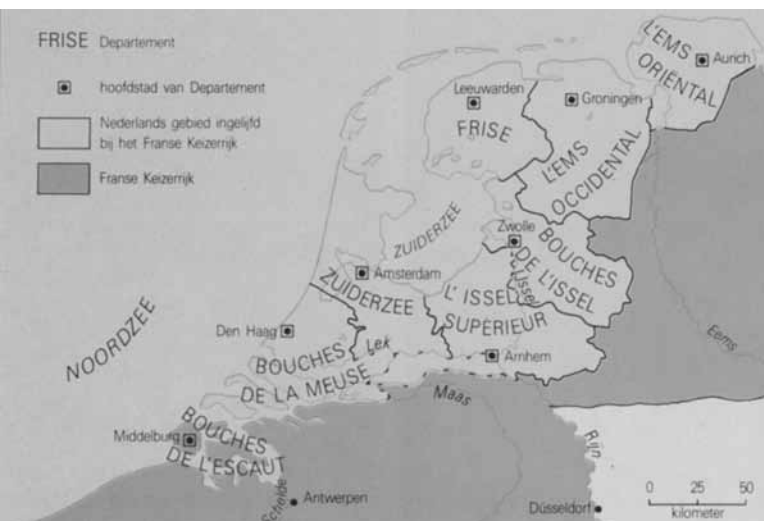 FRISE Departement
hoofdstad van Departement
Nederlands gebied ingelijfd
bij het Franse Keizerrijk
Franse Keizerrijk
L'EMS
ORIËNTAL
Aurich
Leeuwarden
FRISE
Groningen
L'EMS
OCCIDENTAL
ZUIDERZEE
Zwolle
BOUCHES
DE L'ISSEL
Amsterdam
ZUIDERZEE
L'ISSEL
SUPÉRIEUR
IJssel
Eems
NOORDZEE
Den Haag
BOUCHES
DE LA MEUSE
Lek
Arnhem
Maas
Middelburg
BOUCHES
DE L'ESCAUT
Schelde
Antwerpen
Rijn
Düsseldorf
0 25 50
kilometer